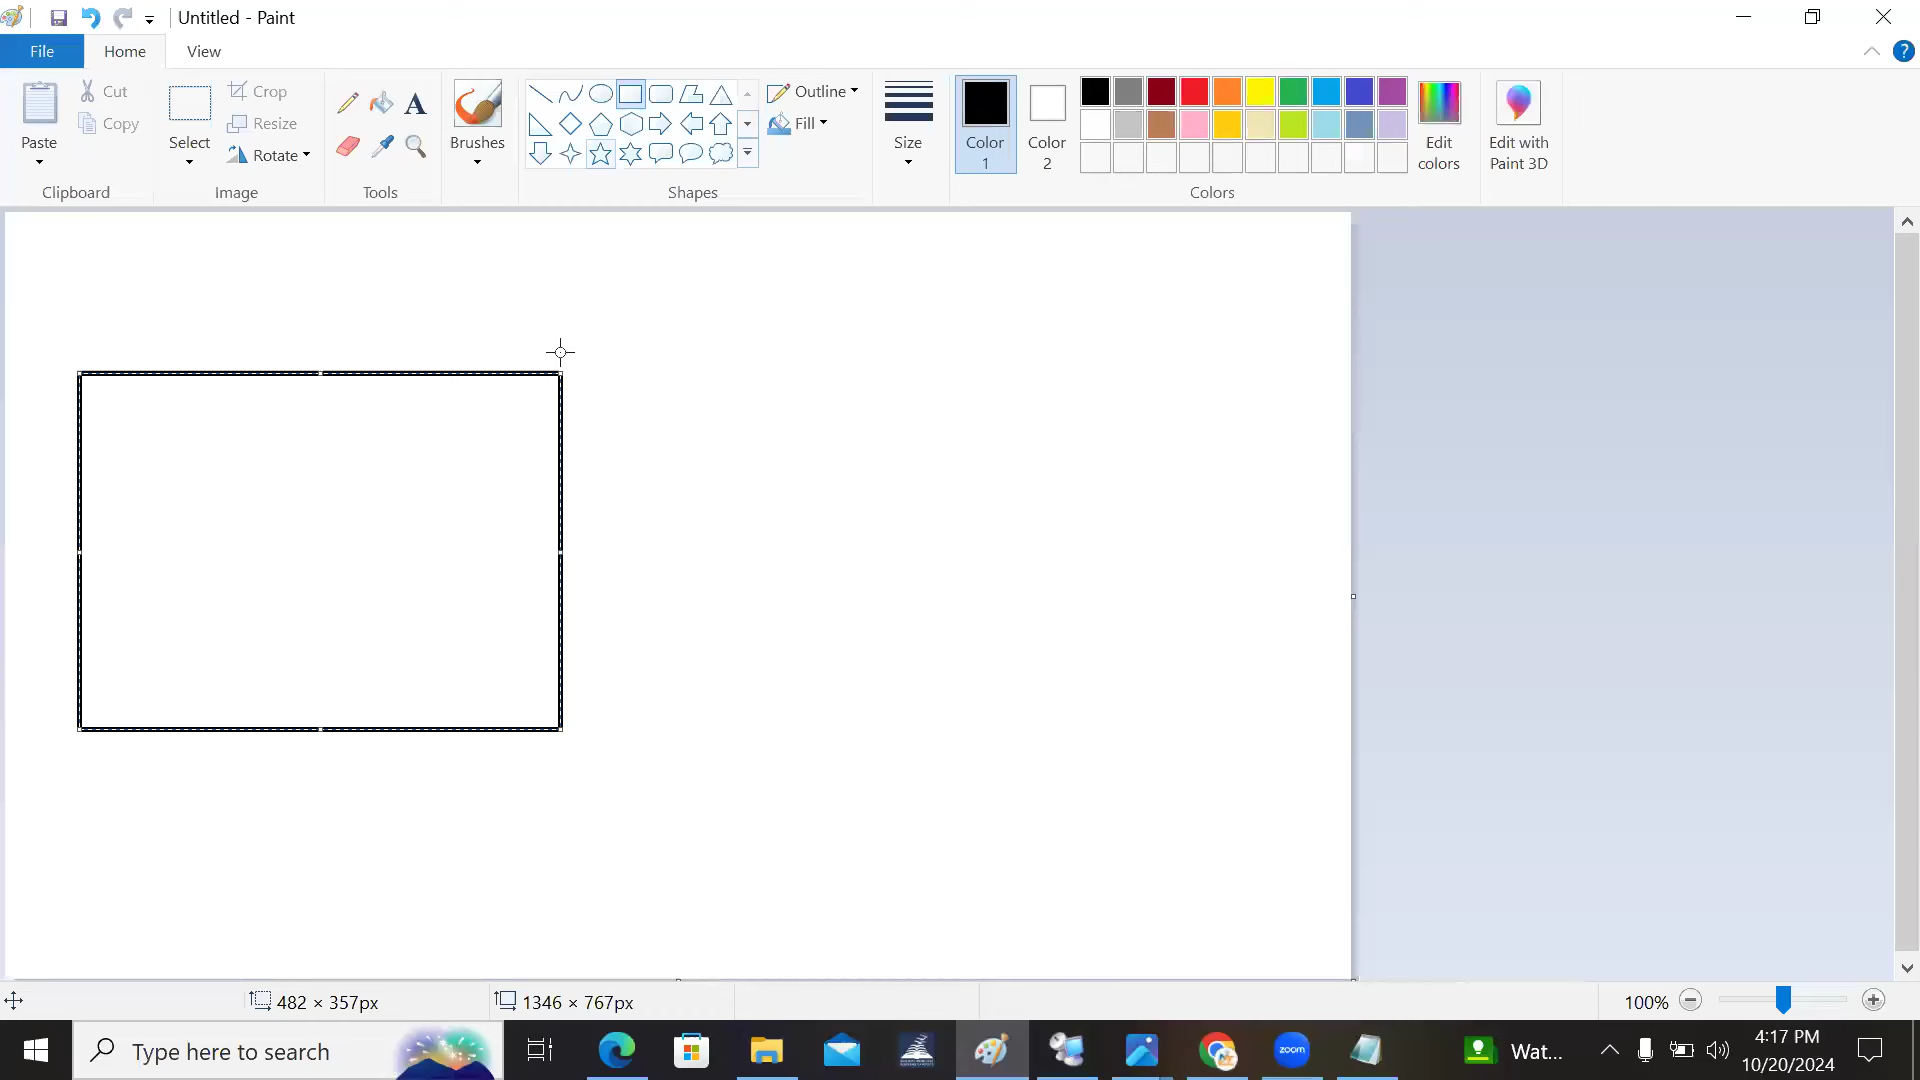 Untitled - Paint
File
Home
View
Paste
Cut
Copy
Clipboard
Select
Crop
Resize
Rotate
Image
A
Tools
Brushes
Outline
Fill
Shapes
Size
Color
1
Color
2
Edit
colors
Colors
Edit with
Paint 3D
?
482 × 357px
1346 × 767px
100%
Type here to search
zoom
Wat...
4:17 PM
10/20/2024